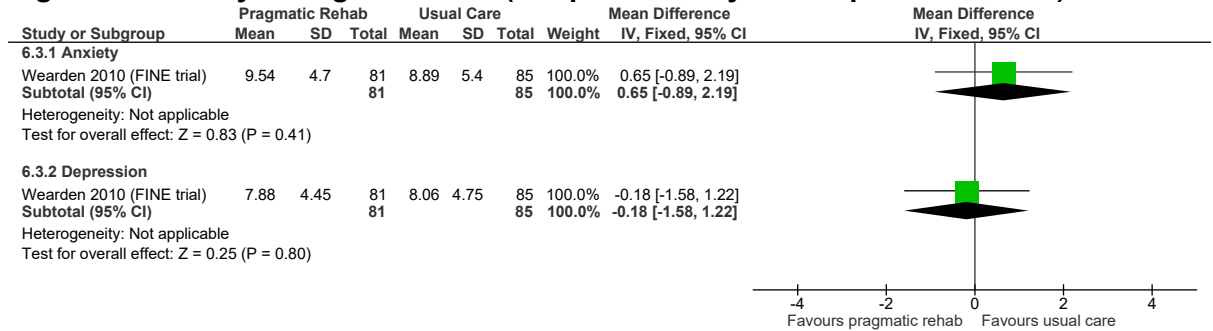 Pragmatic Rehab Usual Care Mean Difference Mean Difference
Study or Subgroup Mean SD Total Mean SD Total Weight IV, Fixed, 95% CI IV, Fixed, 95% CI
6.3.1 Anxiety
Wearden 2010 (FINE trial) 9.54 4.7 81 8.89 5.4 85 100.0% 0.65 [-0.89, 2.19]
Subtotal (95% CI) 81 85 100.0% 0.65 [-0.89, 2.19]
Heterogeneity: Not applicable
Test for overall effect: Z = 0.83 (P = 0.41)
6.3.2 Depression
Wearden 2010 (FINE trial) 7.88 4.45 81 8.06 4.75 85 100.0% -0.18 [-1.58, 1.22]
Subtotal (95% CI) 81 85 100.0% -0.18 [-1.58, 1.22]
Heterogeneity: Not applicable
Test for overall effect: Z = 0.25 (P = 0.80)
-4 -2 0 2 4
Favours pragmatic rehab Favours usual care